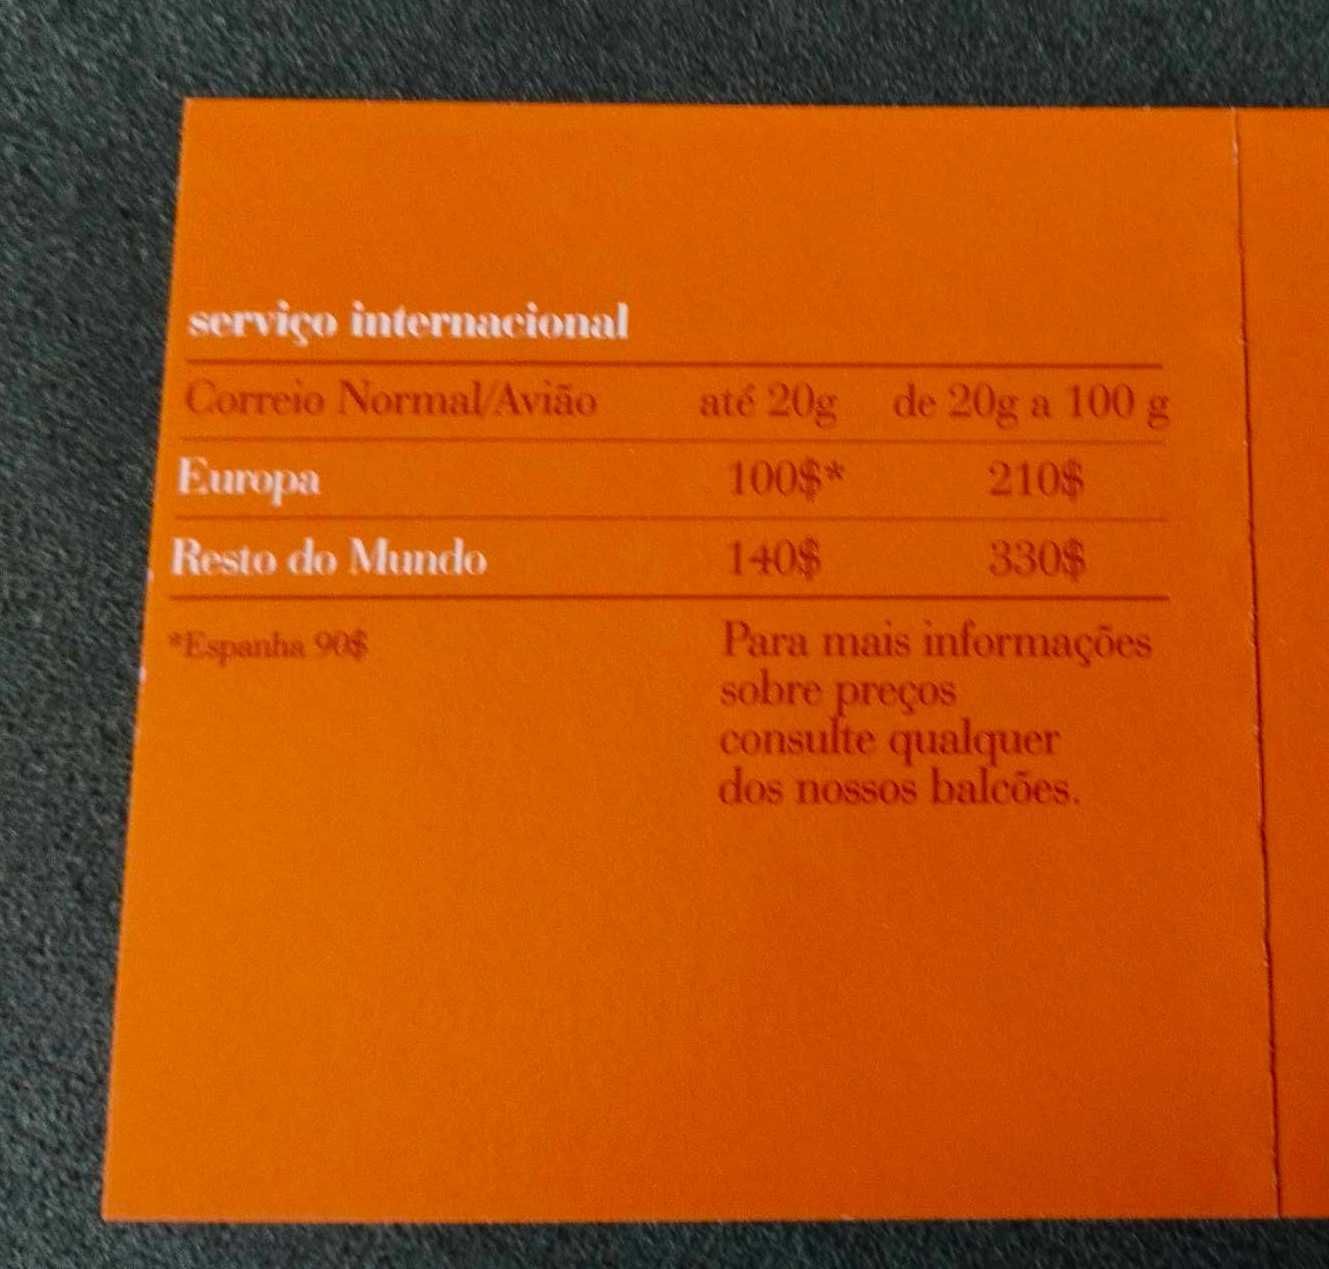 serviço internacional
Correio Normal/Avião até 20g de 20g a 100 g
Europa 100$* 210$
Resto do Mundo 140$ 330$
*Espanha 90$
Para mais informações
sobre preços
consulte qualquer
dos nossos balcões.